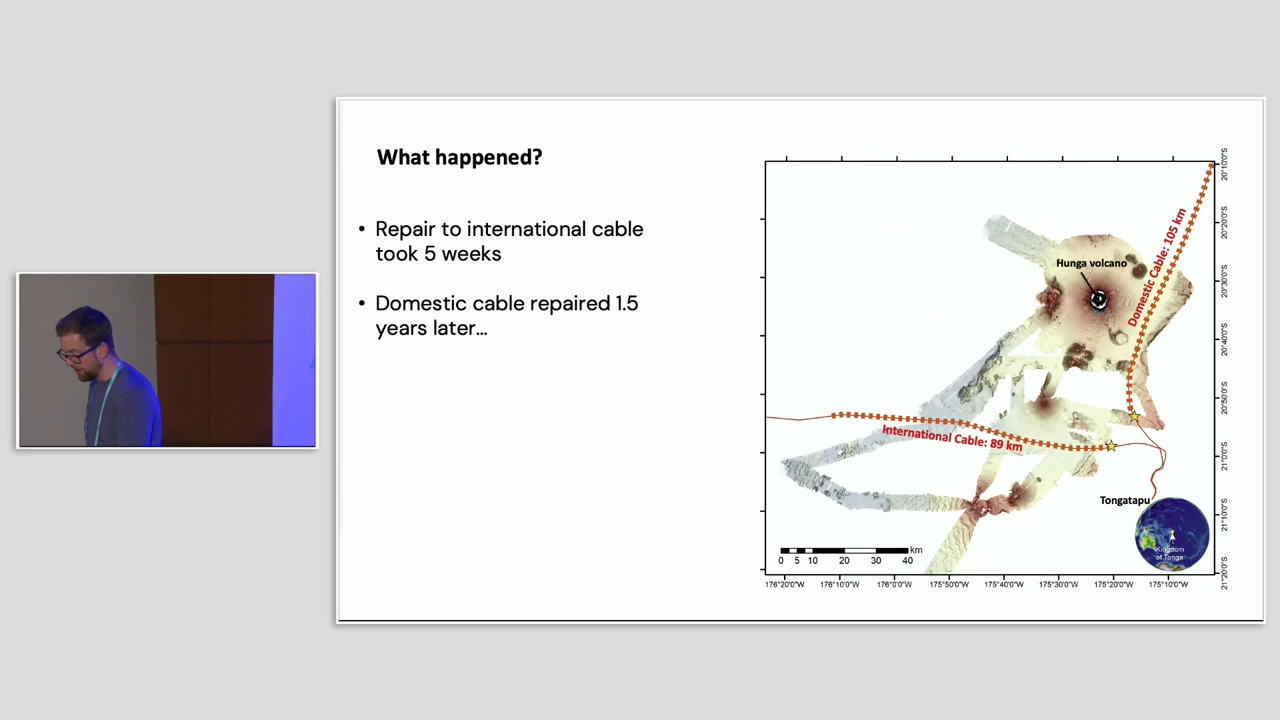 What happened?
• Repair to international cable
took 5 weeks
• Domestic cable repaired 1.5
years later...
Hunga volcano
Domestic Cable: 105 km
International Cable: 89 km
Tongatapu
Kingdom
of Tonga
km
0 5 10 20 30 40
176°20'0"W 176°10'0"W 176°0'0"W 175°50'0"W 175°40'0"W 175°30'0"W 175°20'0"W 175°10'0"W
20°10'0"S
20°20'0"S
20°30'0"S
20°40'0"S
20°50'0"S
21°0'0"S
21°10'0"S
21°20'0"S